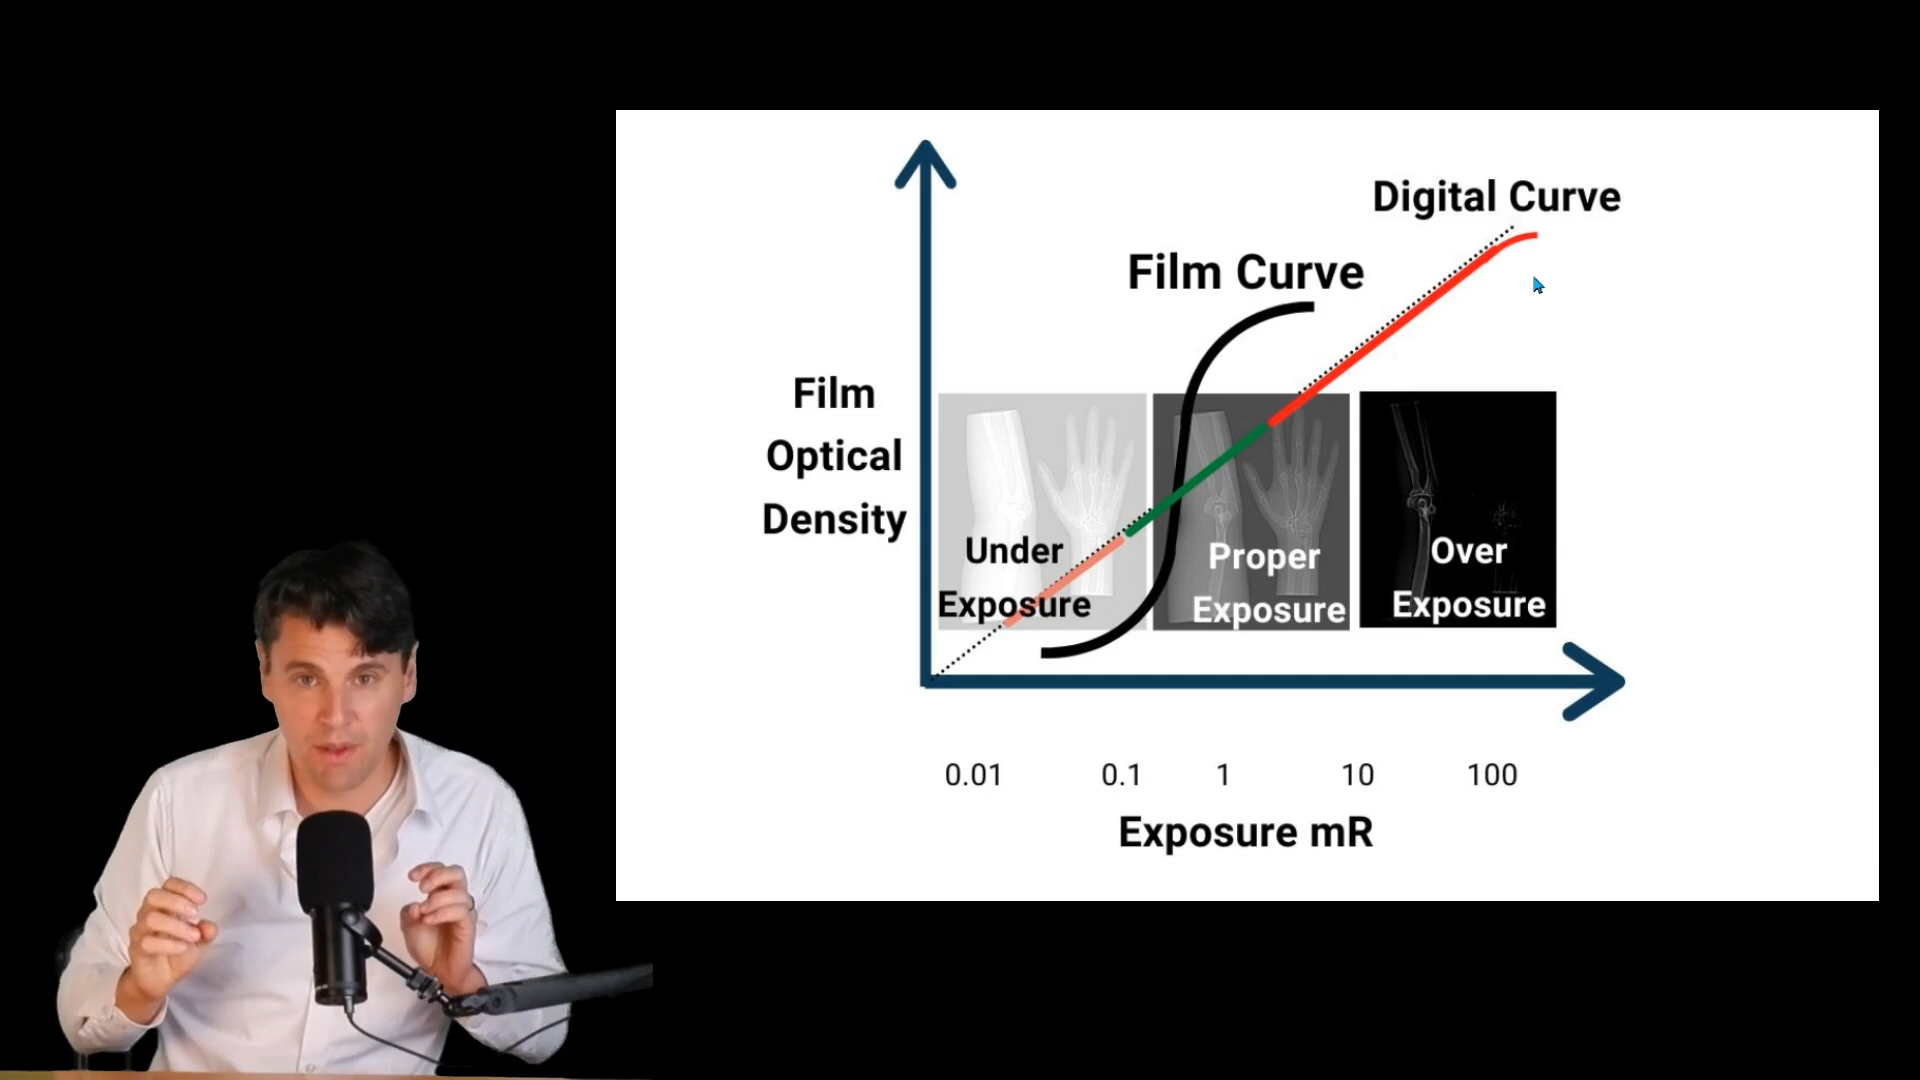 Digital Curve
Film Curve
Film
Optical
Density
Under
Exposure
Proper
Exposure
Over
Exposure
0.01 0.1 1 10 100
Exposure mR